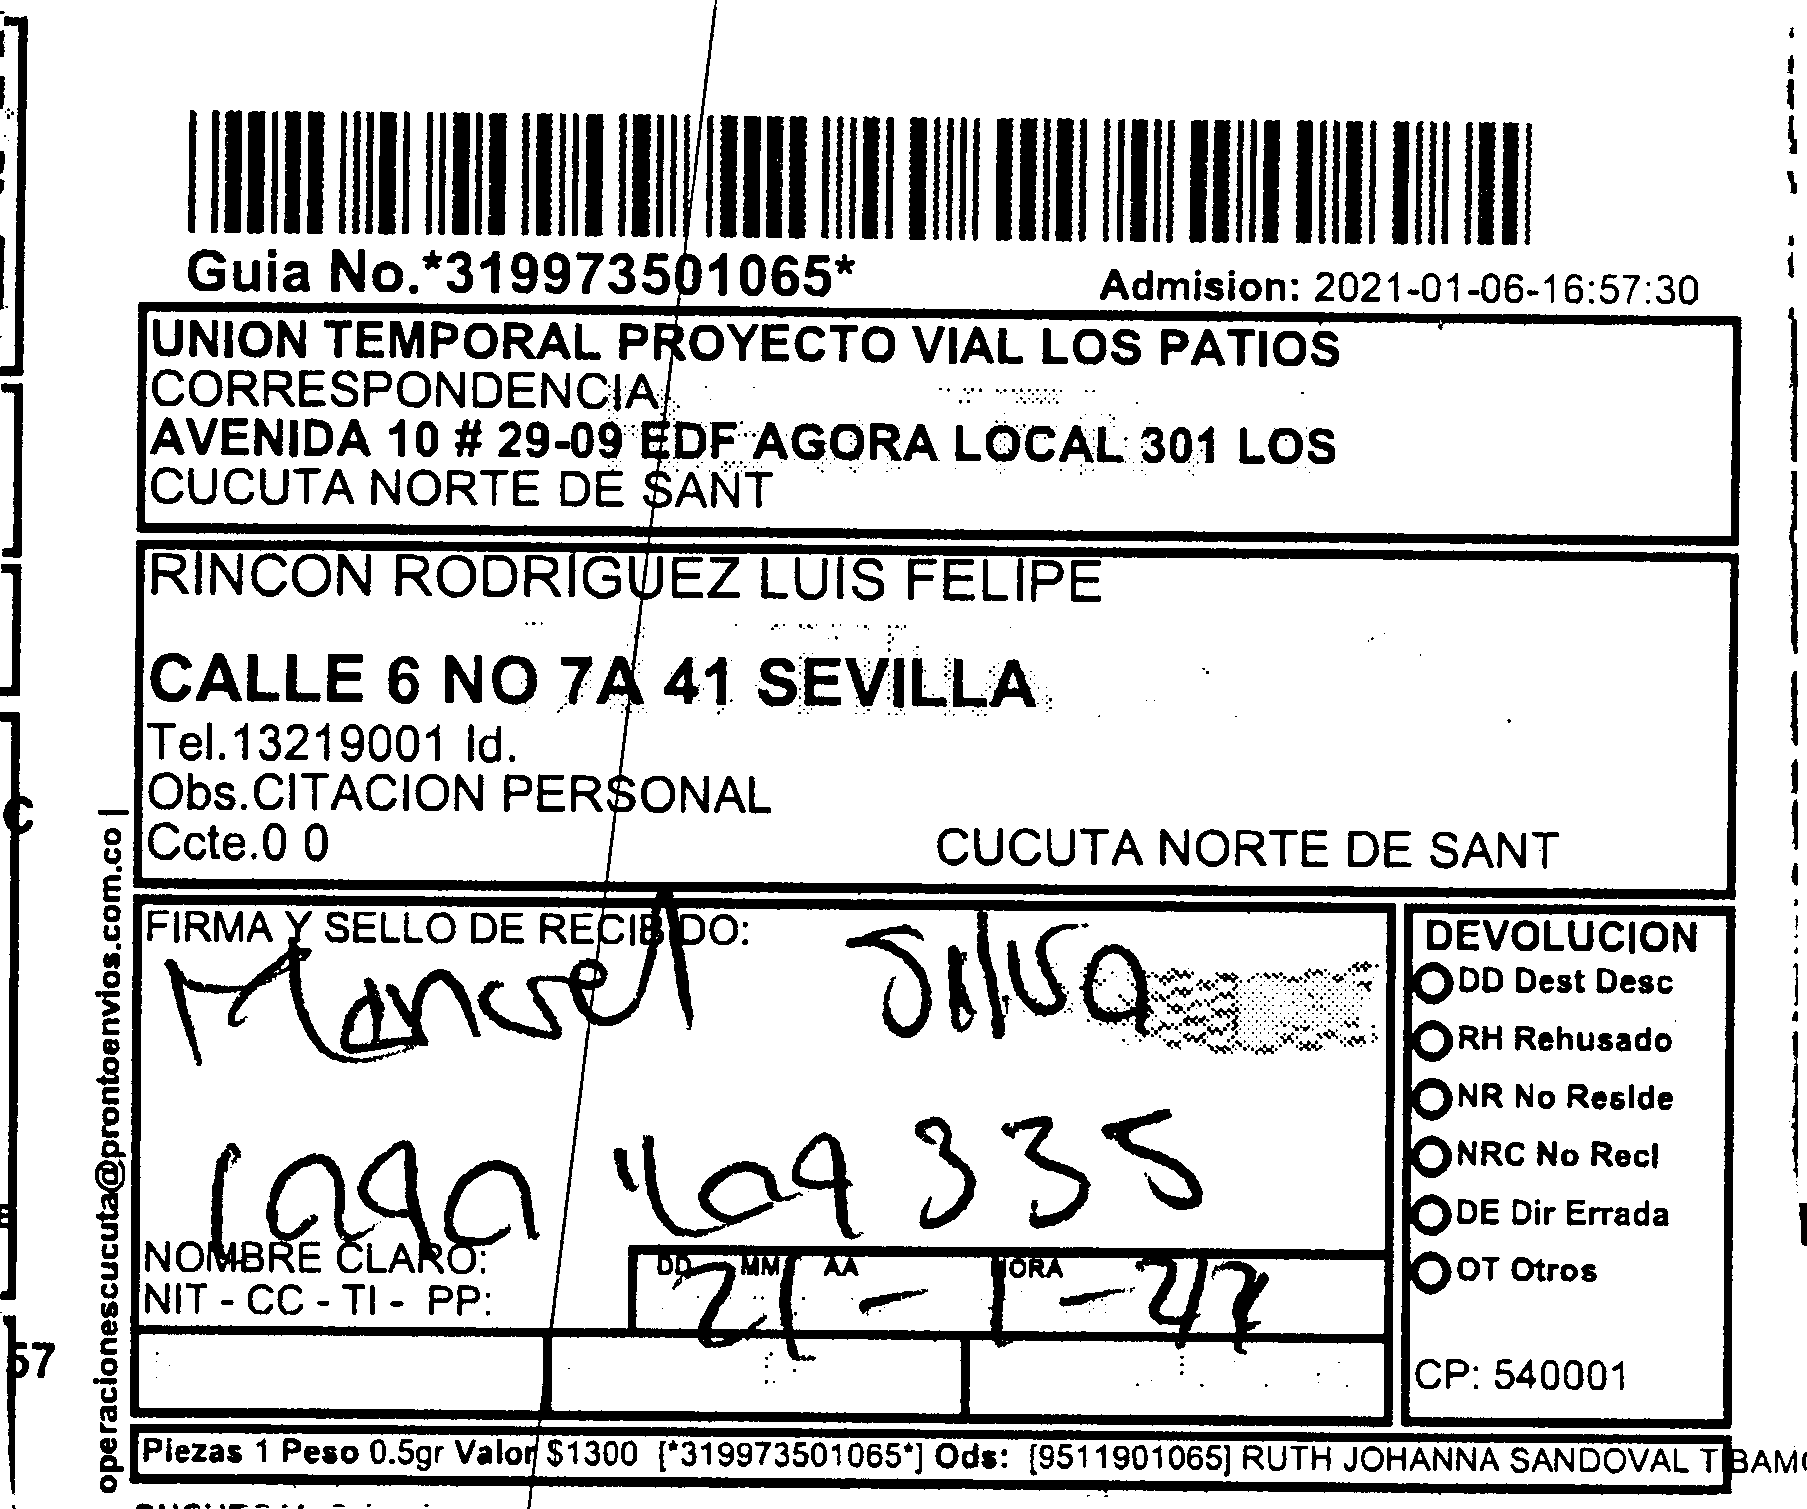 Guia No.*319973501065*
Admision: 2021-01-06-16:57:30
UNION TEMPORAL PROYECTO VIAL LOS PATIOS
CORRESPONDENCIA
AVENIDA 10 # 29-09 EDF AGORA LOCAL 301 LOS
CUCUTA NORTE DE SANT
RINCON RODRIGUEZ LUIS FELIPE
CALLE 6 NO 7A 41 SEVILLA
Tel.13219001 Id.
Obs.CITACION PERSONAL
Ccte.0 0
CUCUTA NORTE DE SANT
operacionescucuta@prontoenvios.com.co |
FIRMA Y SELLO DE RECIBIDO:
Manuel Silva
335
NOMBRE CLARO:
NIT - CC - TI - PP:
DD MM AA HORA
21 - 1 -
DEVOLUCION
DD Dest Desc
RH Rehusado
NR No Reside
NRC No Recl
DE Dir Errada
OT Otros
CP: 540001
Piezas 1 Peso 0.5gr Valor $1300 [*319973501065*] Ods: [9511901065] RUTH JOHANNA SANDOVAL
57